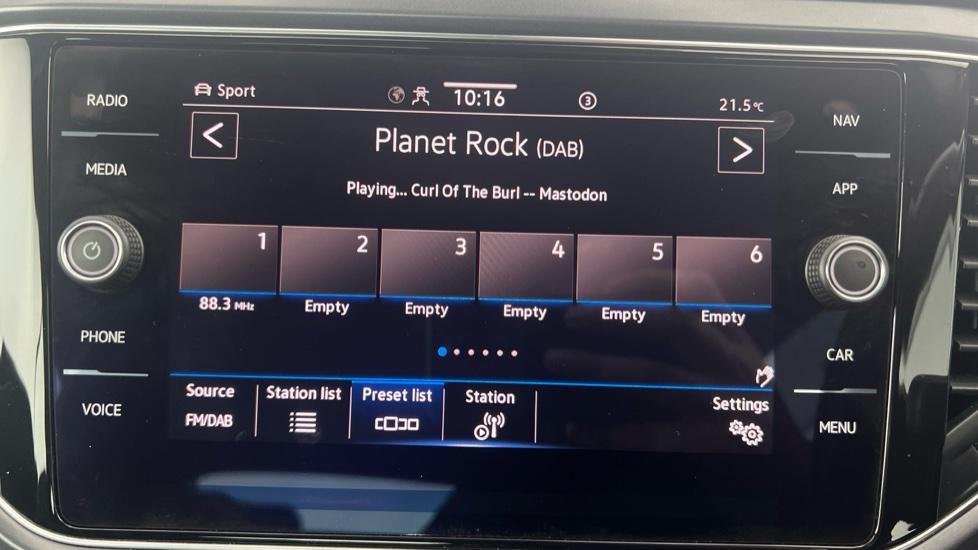 RADIO
MEDIA
PHONE
VOICE
Sport
10:16
3
21.5°C
<
Planet Rock (DAB)
>
Playing... Curl Of The Burl -- Mastodon
1 2 3 4 5 6
88.3 MHz Empty Empty Empty Empty Empty
Source Station list Preset list Station Settings
FM/DAB
NAV
APP
CAR
MENU